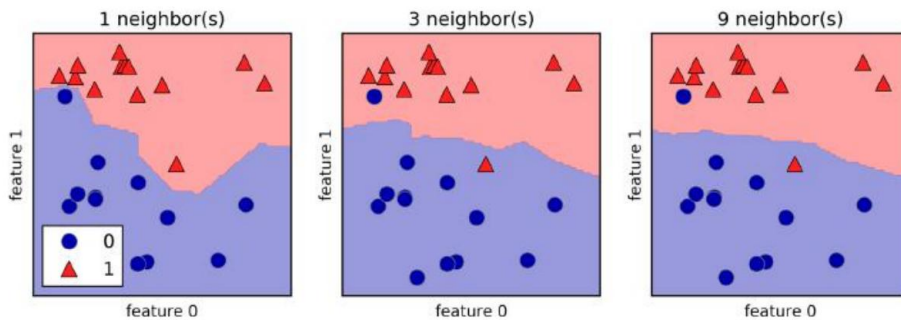 1 neighbor(s)
3 neighbor(s)
9 neighbor(s)
feature 1
feature 1
feature 1
0
1
feature 0
feature 0
feature 0